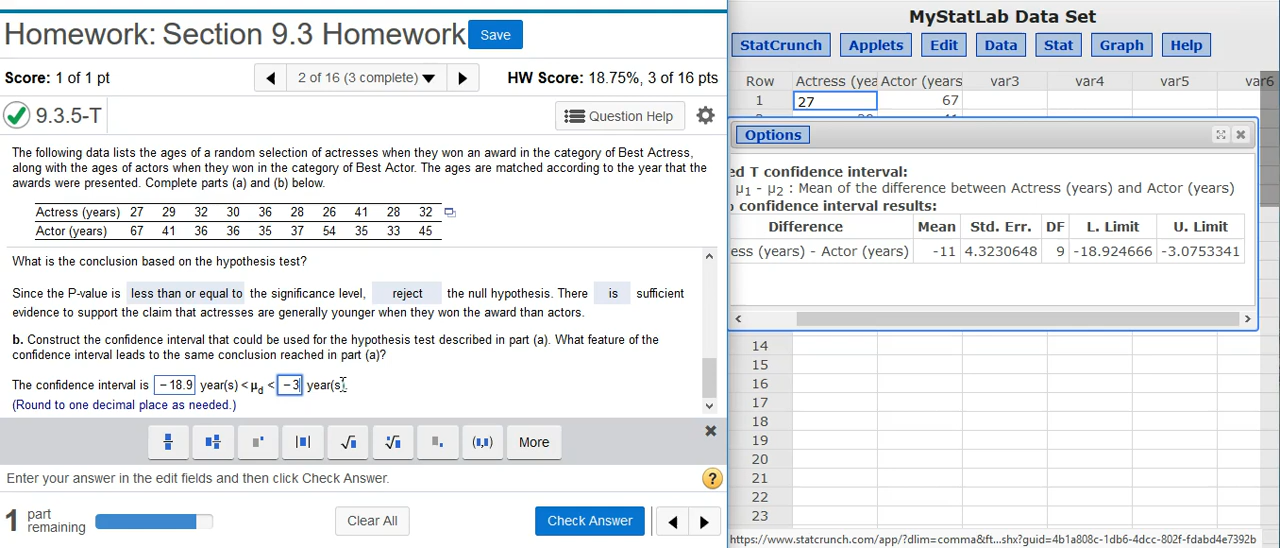 Homework: Section 9.3 Homework Save
Score: 1 of 1 pt 2 of 16 (3 complete) HW Score: 18.75%, 3 of 16 pts
9.3.5-T Question Help
The following data lists the ages of a random selection of actresses when they won an award in the category of Best Actress,
along with the ages of actors when they won in the category of Best Actor. The ages are matched according to the year that the
awards were presented. Complete parts (a) and (b) below.
Actress (years) 27 29 32 30 36 28 26 41 28 32
Actor (years) 67 41 36 36 35 37 54 35 33 45
What is the conclusion based on the hypothesis test?
Since the P-value is less than or equal to the significance level, reject the null hypothesis. There is sufficient
evidence to support the claim that actresses are generally younger when they won the award than actors.
b. Construct the confidence interval that could be used for the hypothesis test described in part (a). What feature of the
confidence interval leads to the same conclusion reached in part (a)?
The confidence interval is −18.9 year(s) < μd < −3 year(s).
(Round to one decimal place as needed.)
More
Enter your answer in the edit fields and then click Check Answer.
?
1 part remaining Clear All Check Answer
MyStatLab Data Set
StatCrunch Applets Edit Data Stat Graph Help
Row Actress (yea Actor (years var3 var4 var5 var6
1 27 67
Options
ed T confidence interval:
μ1 - μ2 : Mean of the difference between Actress (years) and Actor (years)
confidence interval results:
Difference Mean Std. Err. DF L. Limit U. Limit
ess (years) - Actor (years) -11 4.3230648 9 -18.924666 -3.0753341
14
15
16
17
18
19
20
21
22
23
https://www.statcrunch.com/app/?dlim=comma&ft...shx?guid=4b1a808c-1db6-4dcc-802f-fdabd4e7392b